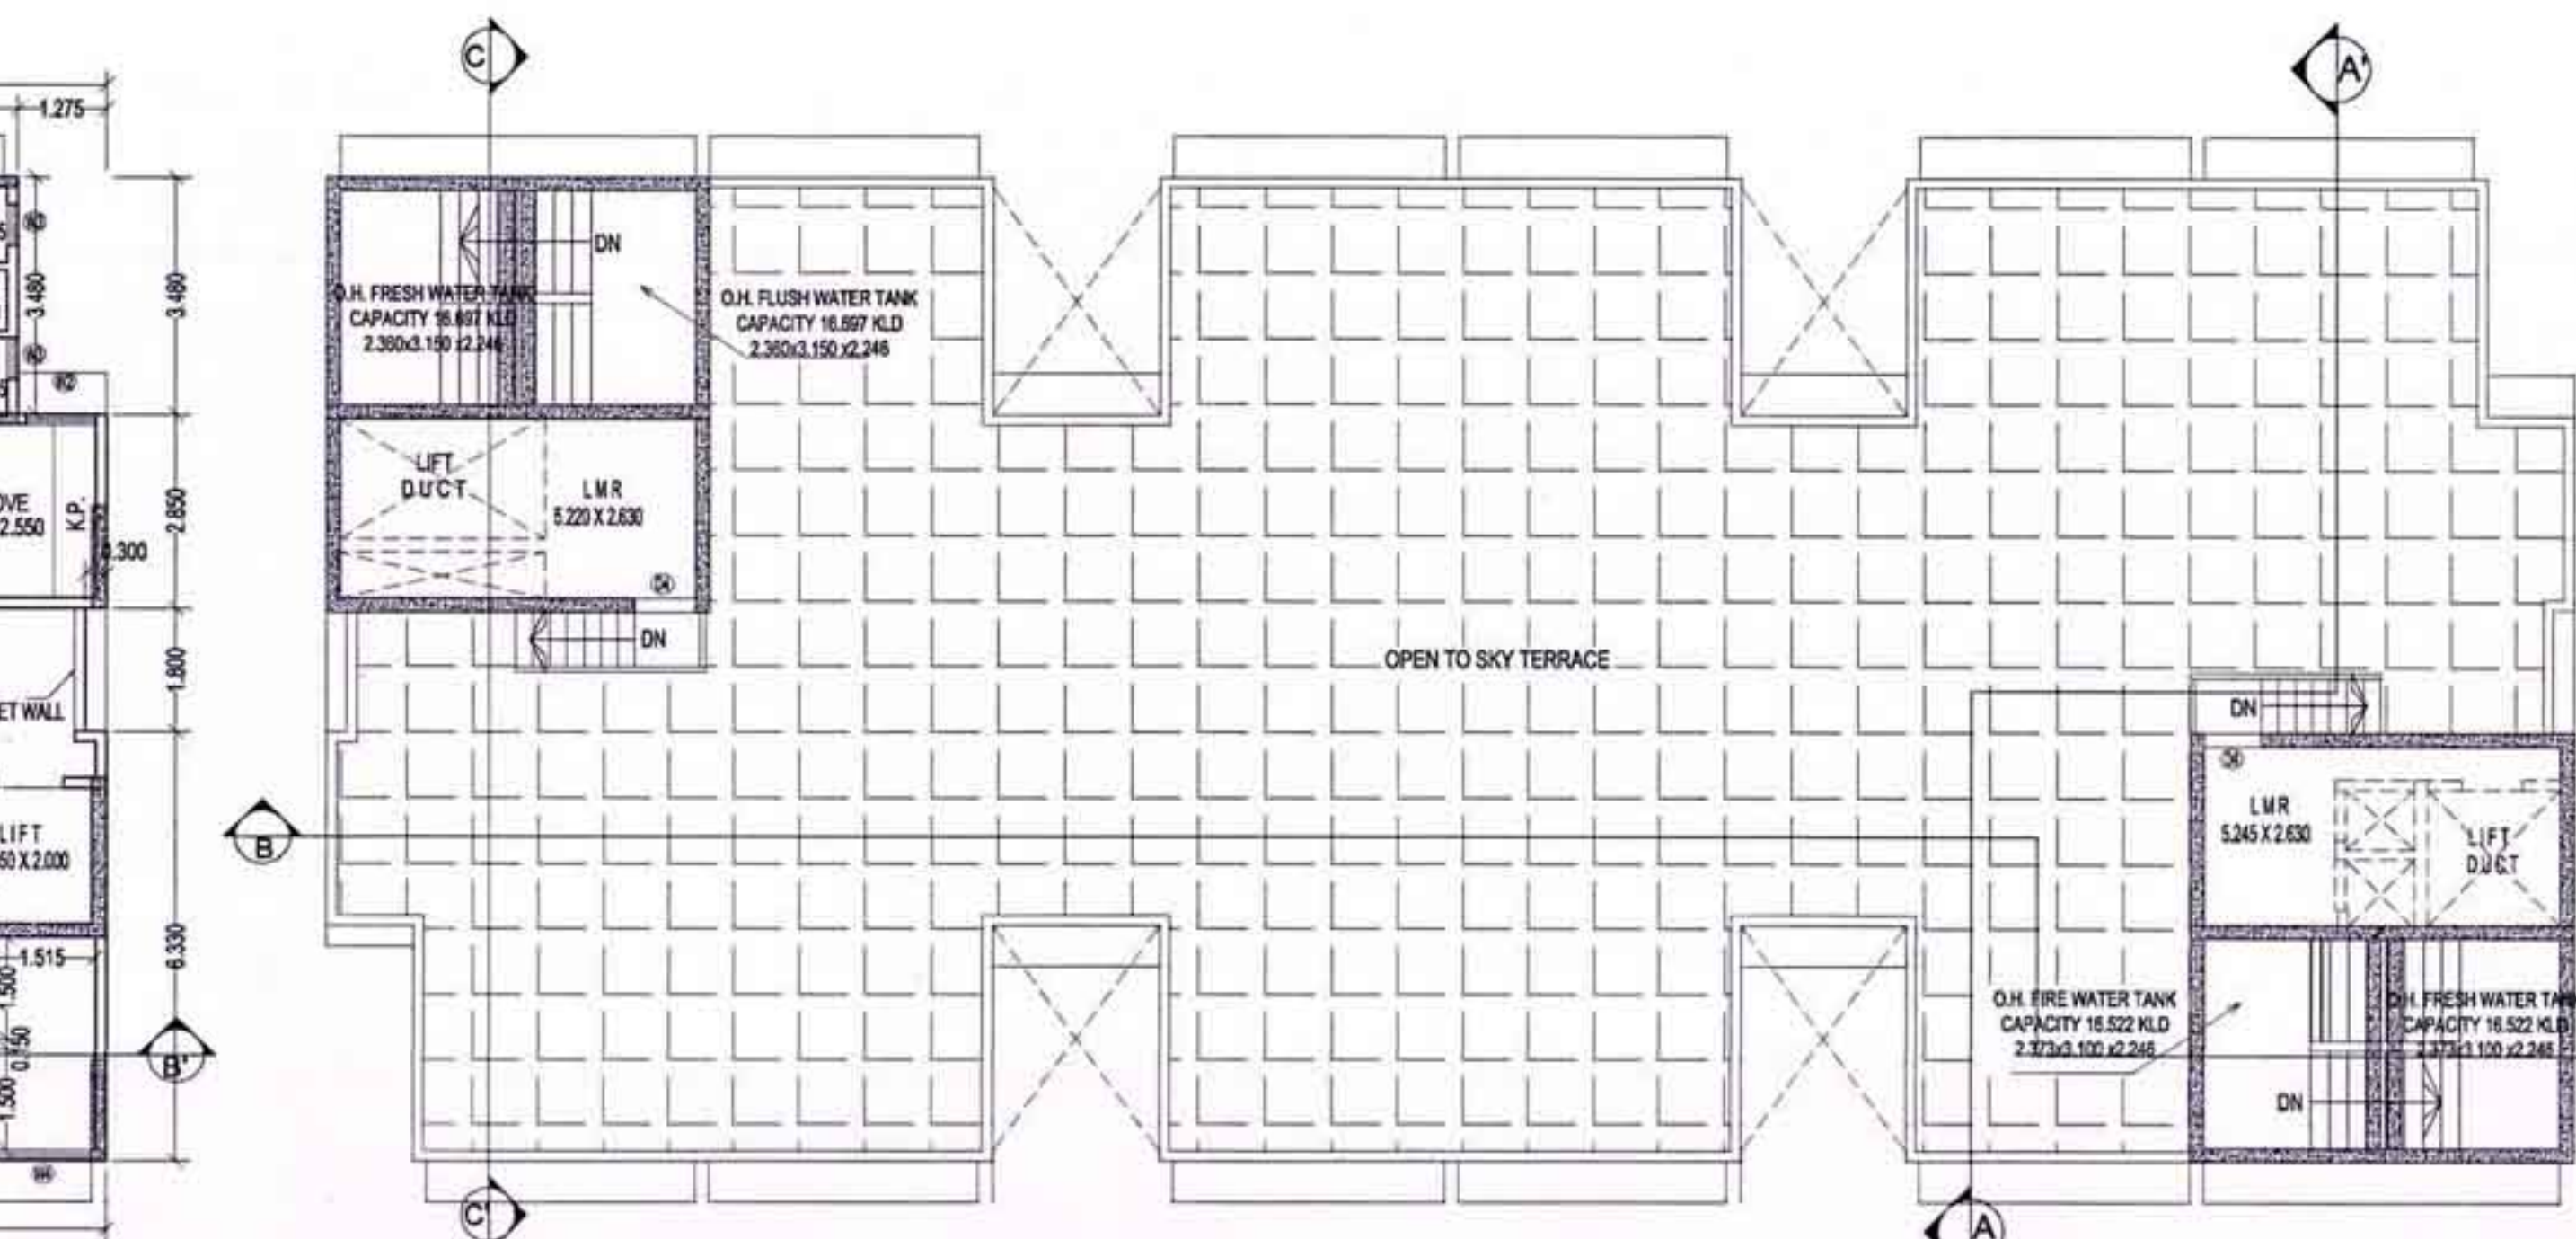 C
A'
1.275
3.480
3.480
DN
O.H. FRESH WATER TANK
CAPACITY 16.697 KLD
2.360x3.150 x2.246
O.H. FLUSH WATER TANK
CAPACITY 16.697 KLD
2.360x3.150 x2.246
W2
LIFT
DUCT
LMR
5.220 X 2.630
2.550
K.P.
0.300
2.850
DN
1.800
OPEN TO SKY TERRACE
DN
LMR
5.245 X 2.630
LIFT
DUCT
B
LIFT
X 2.000
6.330
1.515
1.500
0.150
1.500
B'
O.H. FIRE WATER TANK
CAPACITY 16.522 KLD
2.373x3.100 x2.246
O.H. FRESH WATER
CAPACITY 16.522 KLD
2.373x3.100 x2.246
DN
C'
A